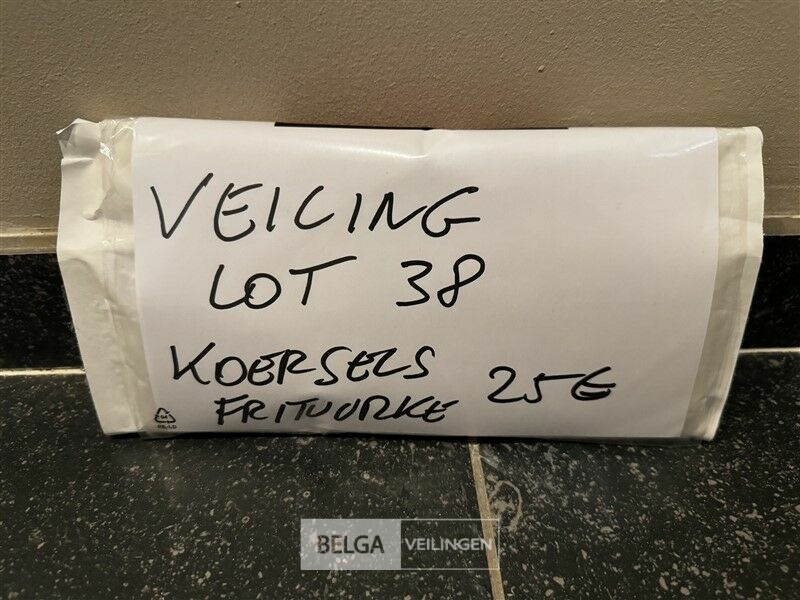 VEILING
LOT 38
KOERSELS 25€
FRITUURKE
BELGA VEILINGEN